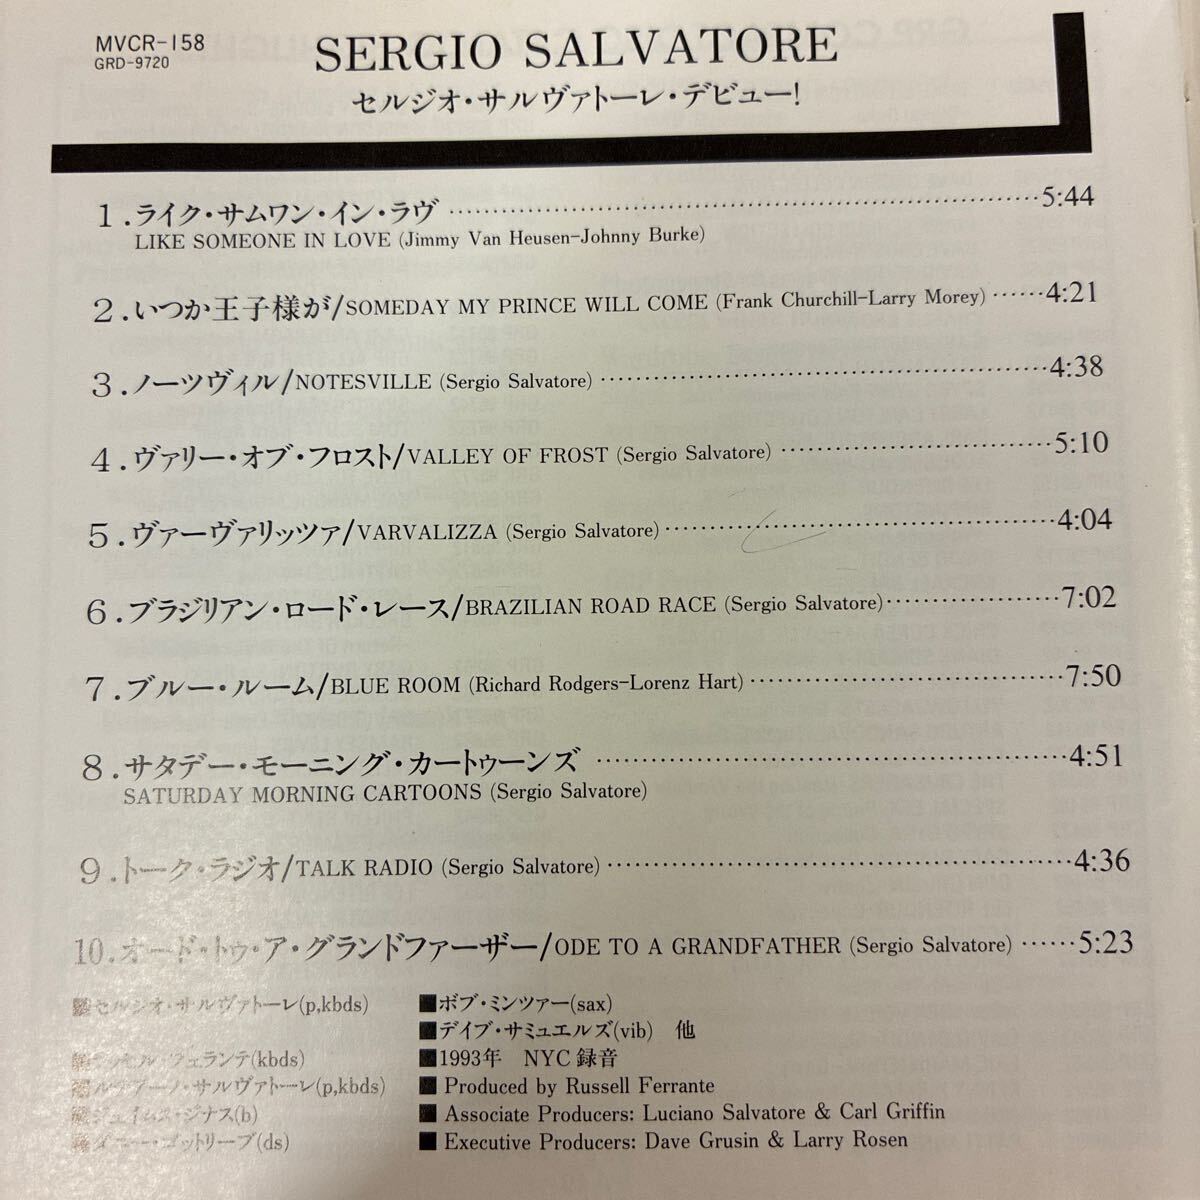 MVCR-158
GRD-9720
SERGIO SALVATORE
セルジオ・サルヴァトーレ・デビュー!
1.ライク・サムワン・イン・ラヴ ……5:44
LIKE SOMEONE IN LOVE (Jimmy Van Heusen-Johnny Burke)
2.いつか王子様が/SOMEDAY MY PRINCE WILL COME (Frank Churchill-Larry Morey) ……4:21
3.ノーツヴィル/NOTESVILLE (Sergio Salvatore) ……4:38
4.ヴァリー・オブ・フロスト/VALLEY OF FROST (Sergio Salvatore) ……5:10
5.ヴァーヴァリッツァ/VARVALIZZA (Sergio Salvatore) ……4:04
6.ブラジリアン・ロード・レース/BRAZILIAN ROAD RACE (Sergio Salvatore) ……7:02
7.ブルー・ルーム/BLUE ROOM (Richard Rodgers-Lorenz Hart) ……7:50
8.サタデー・モーニング・カートゥーンズ ……4:51
SATURDAY MORNING CARTOONS (Sergio Salvatore)
9.トーク・ラジオ/TALK RADIO (Sergio Salvatore) ……4:36
10.オード・トゥ・ア・グランドファーザー/ODE TO A GRANDFATHER (Sergio Salvatore) ……5:23
■セルジオ・サルヴァトーレ(p,kbds)
フェランテ(kbds)
サルヴァトーレ(p,kbds)
ジェイムス・ジナス(b)
ゴットリーブ(ds)
■ボブ・ミンツァー(sax)
■デイブ・サミュエルズ(vib) 他
■1993年 NYC録音
■Produced by Russell Ferrante
■Associate Producers: Luciano Salvatore & Carl Griffin
■Executive Producers: Dave Grusin & Larry Rosen